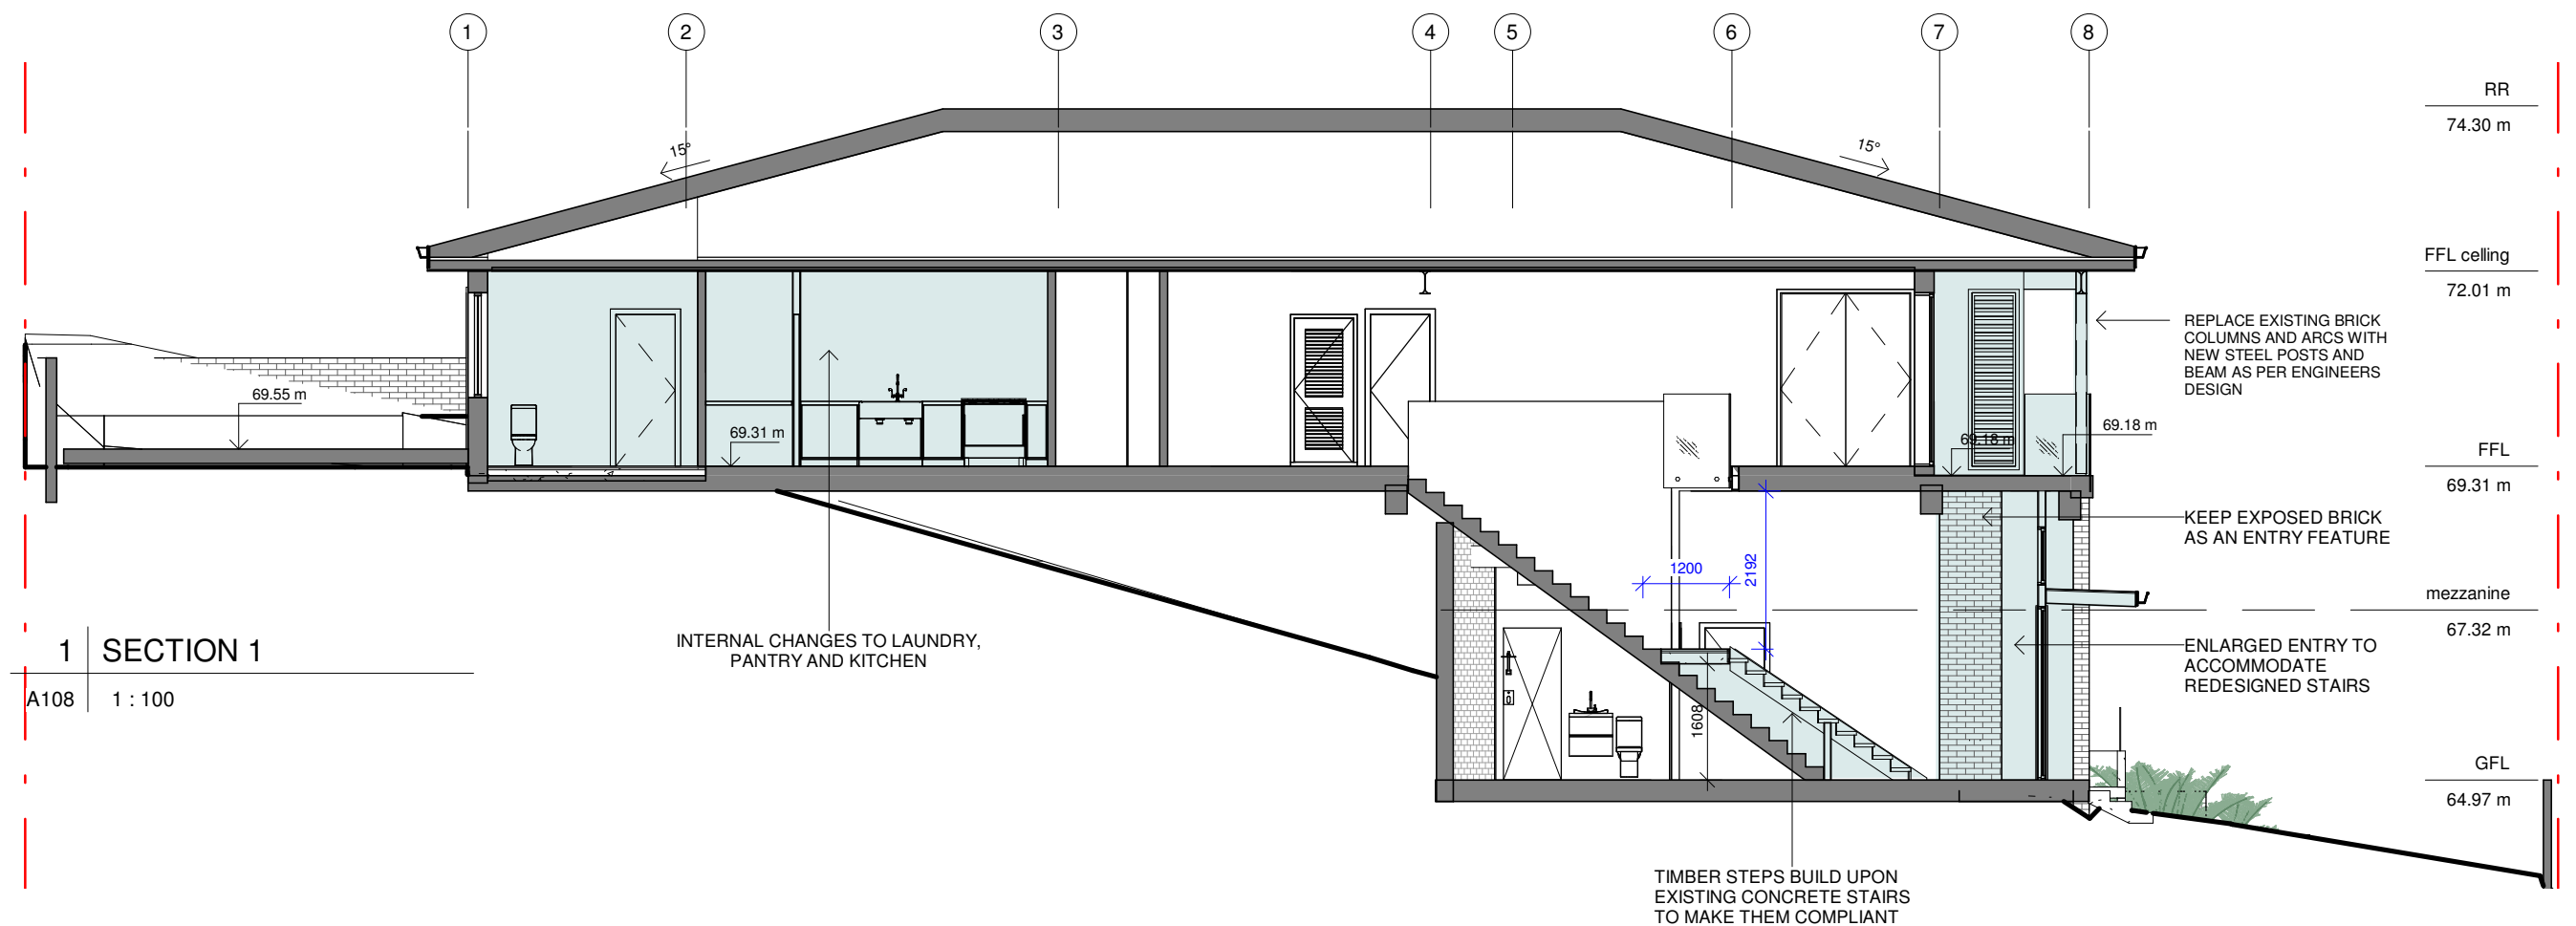 1 2 3 4 5 6 7 8
RR
74.30 m
15°
15°
FFL celling
72.01 m
REPLACE EXISTING BRICK
COLUMNS AND ARCS WITH
NEW STEEL POSTS AND
BEAM AS PER ENGINEERS
DESIGN
69.55 m
69.31 m
69.18 m
69.18 m
FFL
69.31 m
KEEP EXPOSED BRICK
AS AN ENTRY FEATURE
1200
2192
mezzanine
67.32 m
INTERNAL CHANGES TO LAUNDRY,
PANTRY AND KITCHEN
1 SECTION 1
A108 1 : 100
ENLARGED ENTRY TO
ACCOMMODATE
REDESIGNED STAIRS
1608
GFL
64.97 m
TIMBER STEPS BUILD UPON
EXISTING CONCRETE STAIRS
TO MAKE THEM COMPLIANT